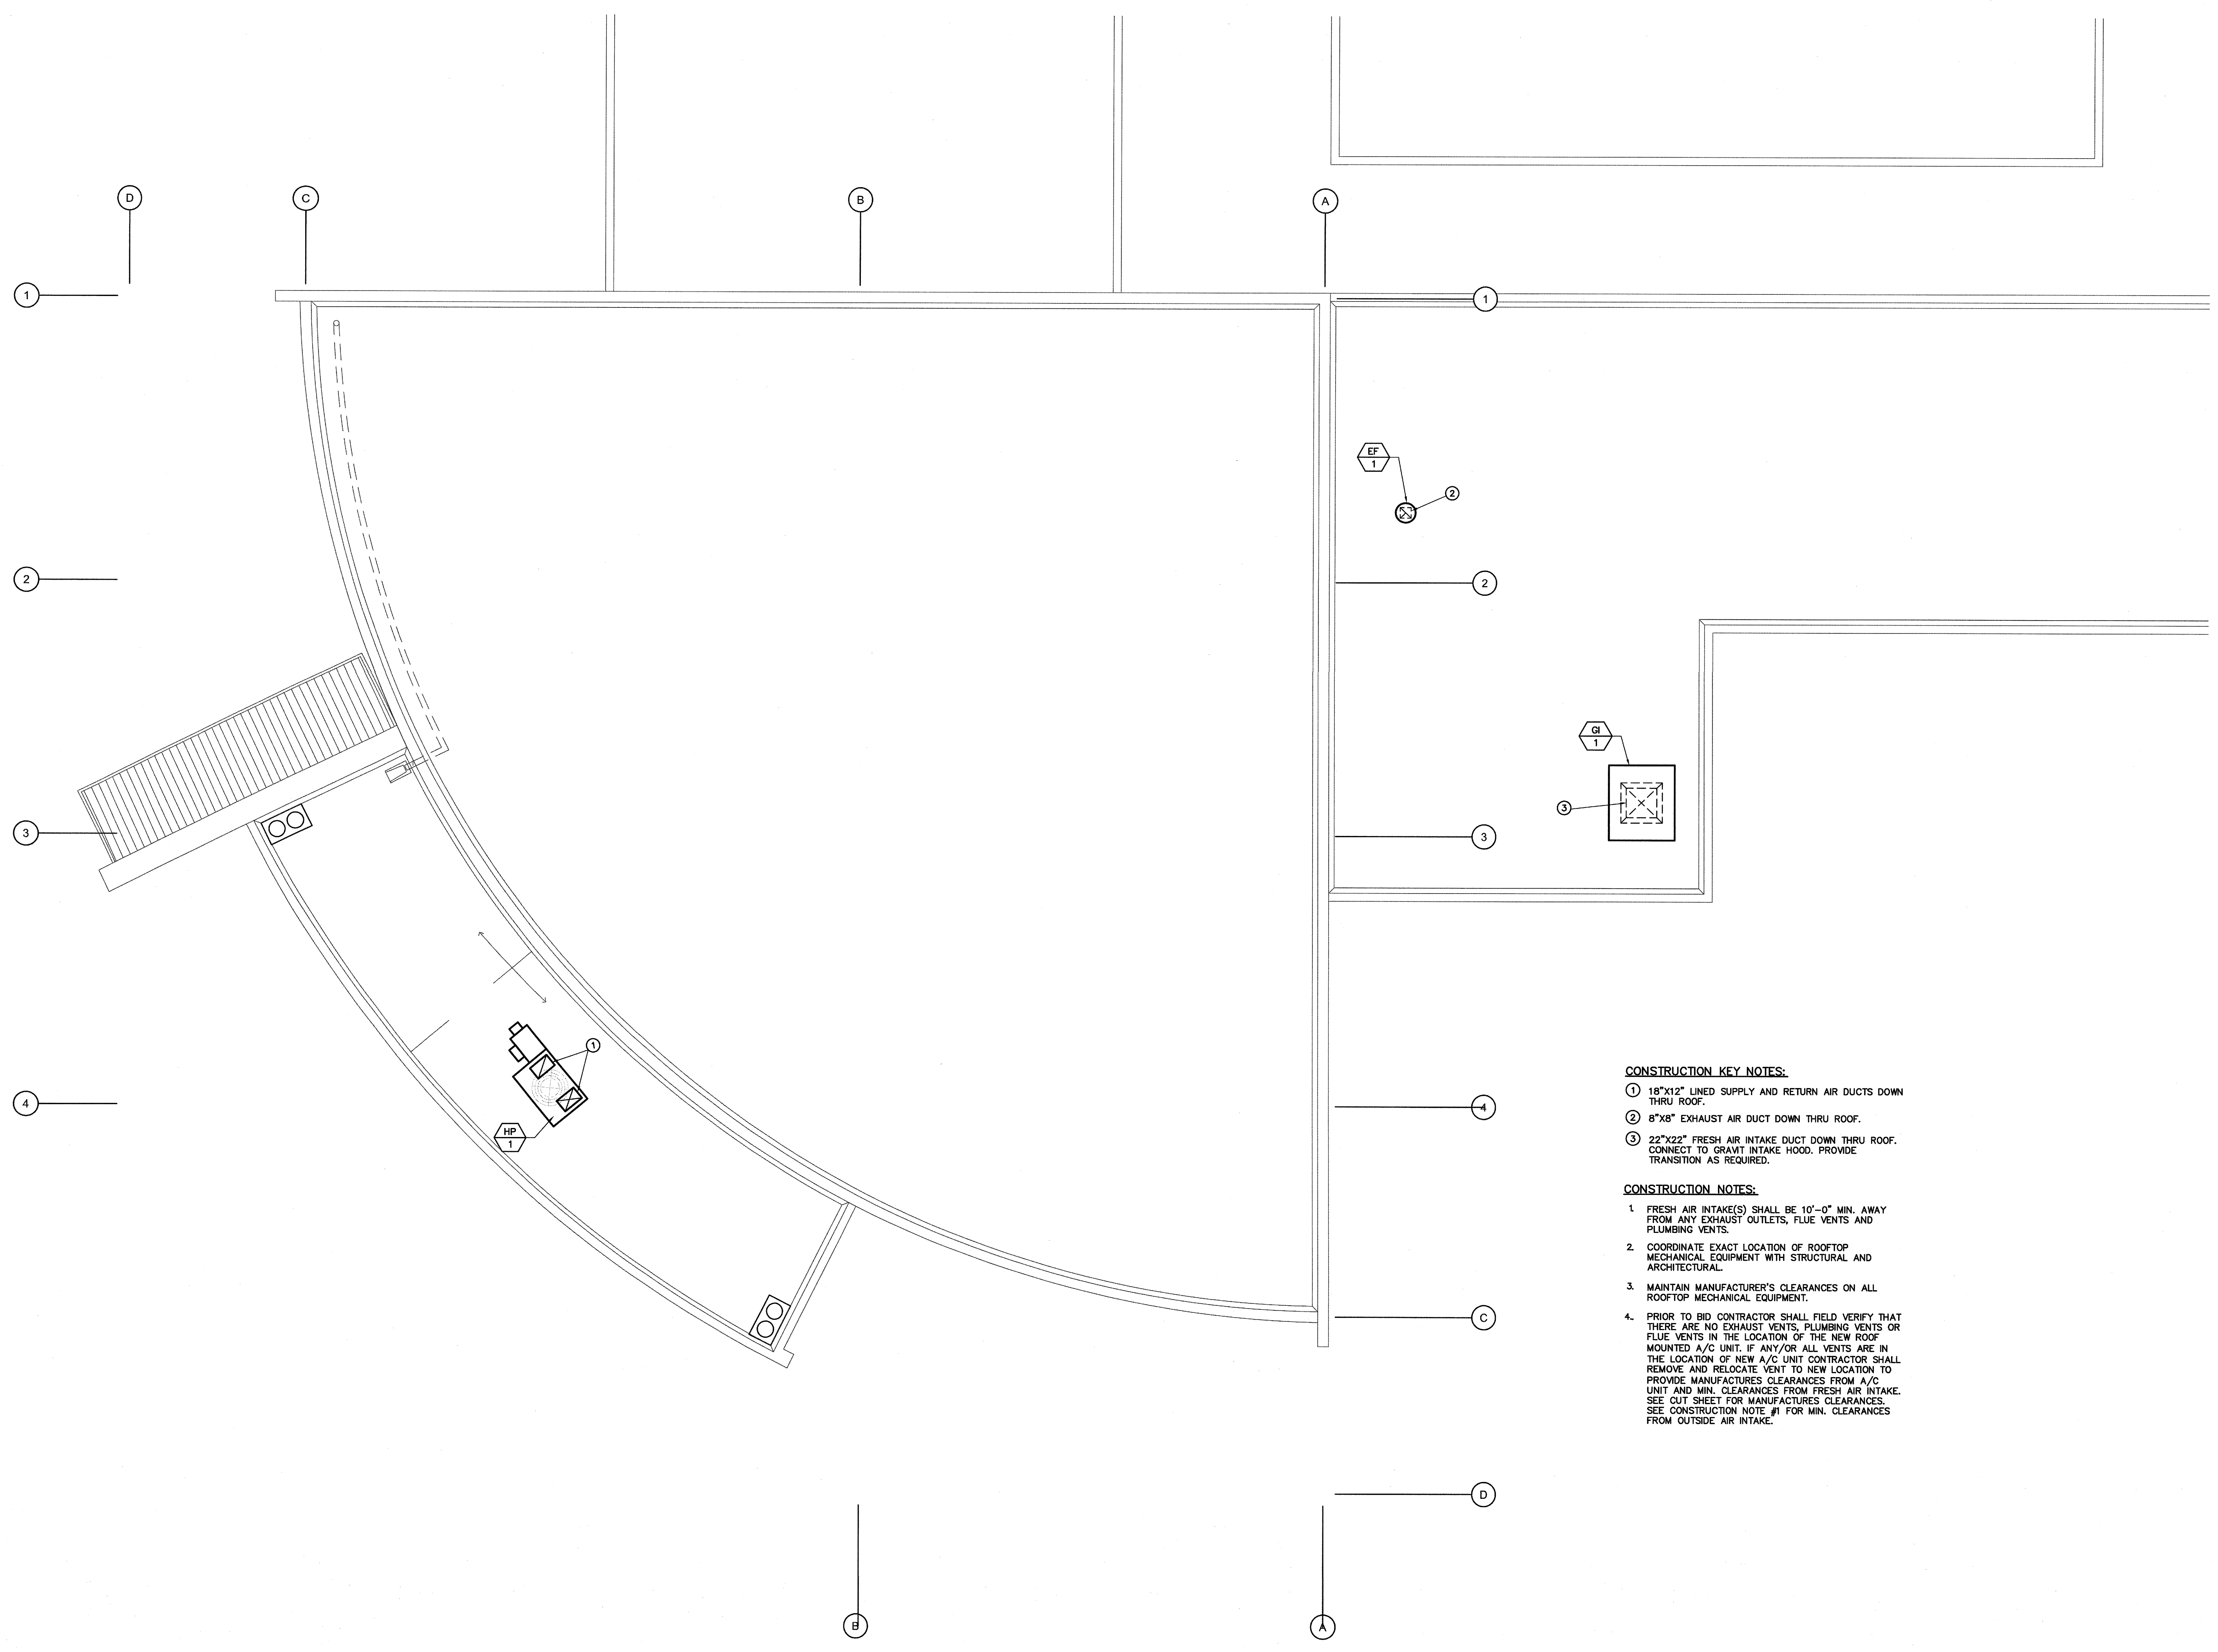 D
C
B
A
1
1
EF
1
2
2
2
GI
1
3
3
3
1
4
4
HP
1
C
D
B
A
CONSTRUCTION KEY NOTES:
1 18"X12" LINED SUPPLY AND RETURN AIR DUCTS DOWN
THRU ROOF.
2 8"X8" EXHAUST AIR DUCT DOWN THRU ROOF.
3 22"X22" FRESH AIR INTAKE DUCT DOWN THRU ROOF.
CONNECT TO GRAVIT INTAKE HOOD. PROVIDE
TRANSITION AS REQUIRED.
CONSTRUCTION NOTES:
1. FRESH AIR INTAKE(S) SHALL BE 10'-0" MIN. AWAY
FROM ANY EXHAUST OUTLETS, FLUE VENTS AND
PLUMBING VENTS.
2. COORDINATE EXACT LOCATION OF ROOFTOP
MECHANICAL EQUIPMENT WITH STRUCTURAL AND
ARCHITECTURAL.
3. MAINTAIN MANUFACTURER'S CLEARANCES ON ALL
ROOFTOP MECHANICAL EQUIPMENT.
4. PRIOR TO BID CONTRACTOR SHALL FIELD VERIFY THAT
THERE ARE NO EXHAUST VENTS, PLUMBING VENTS OR
FLUE VENTS IN THE LOCATION OF THE NEW ROOF
MOUNTED A/C UNIT. IF ANY/OR ALL VENTS ARE IN
THE LOCATION OF NEW A/C UNIT CONTRACTOR SHALL
REMOVE AND RELOCATE VENT TO NEW LOCATION TO
PROVIDE MANUFACTURES CLEARANCES FROM A/C
UNIT AND MIN. CLEARANCES FROM FRESH AIR INTAKE.
SEE CUT SHEET FOR MANUFACTURES CLEARANCES.
SEE CONSTRUCTION NOTE #1 FOR MIN. CLEARANCES
FROM OUTSIDE AIR INTAKE.